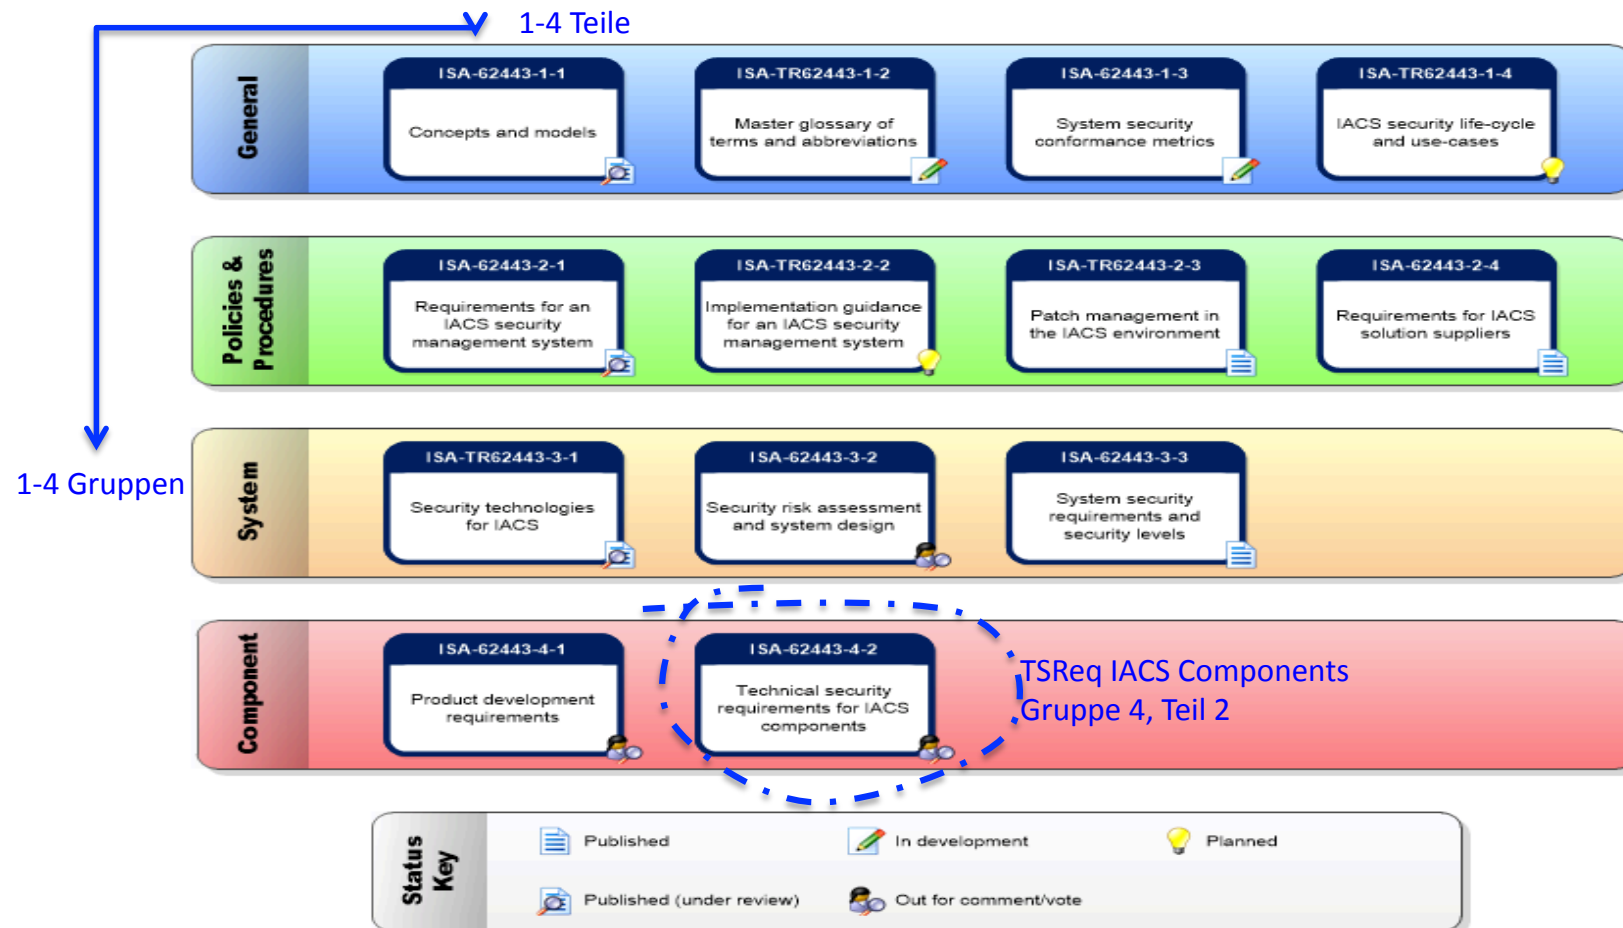 1-4 Teile
General
ISA-62443-1-1
Concepts and models
ISA-TR62443-1-2
Master glossary of
terms and abbreviations
ISA-62443-1-3
System security
conformance metrics
ISA-TR62443-1-4
IACS security life-cycle
and use-cases
Policies &
Procedures
ISA-62443-2-1
Requirements for an
IACS security
management system
ISA-TR62443-2-2
Implementation guidance
for an IACS security
management system
ISA-TR62443-2-3
Patch management in
the IACS environment
ISA-62443-2-4
Requirements for IACS
solution suppliers
1-4 Gruppen
System
ISA-TR62443-3-1
Security technologies
for IACS
ISA-62443-3-2
Security risk assessment
and system design
ISA-62443-3-3
System security
requirements and
security levels
Component
ISA-62443-4-1
Product development
requirements
ISA-62443-4-2
Technical security
requirements for IACS
components
TSReq IACS Components
Gruppe 4, Teil 2
Status
Key
Published
In development
Planned
Published (under review)
Out for comment/vote